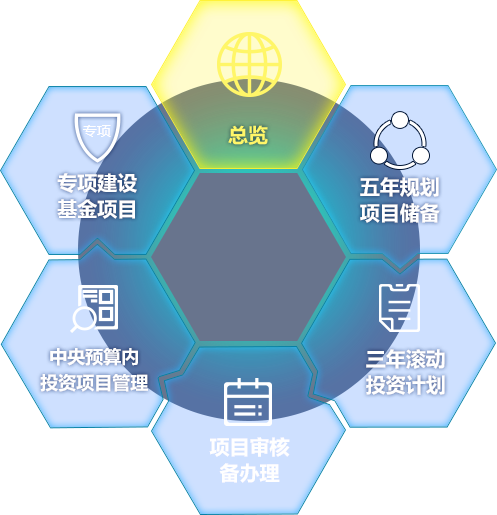 总览
专项
专项建设
基金项目
五年规划
项目储备
中央预算内
投资项目管理
三年滚动
投资计划
项目审核
备办理